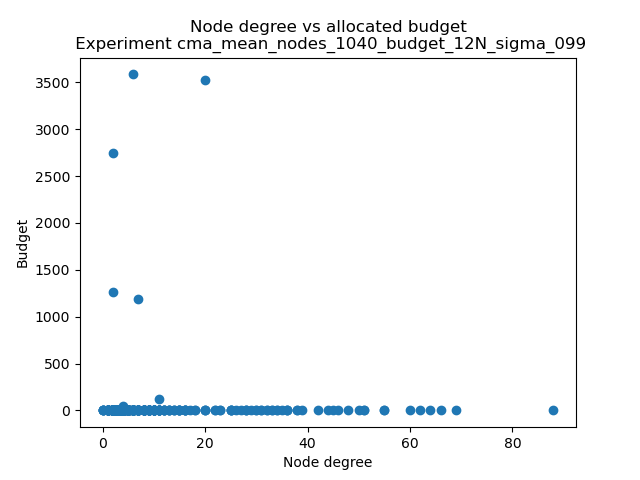 Node degree vs allocated budget
Experiment cma_mean_nodes_1040_budget_12N_sigma_099
3500
3000
2500
2000
1500
1000
500
0
Budget
0 20 40 60 80
Node degree